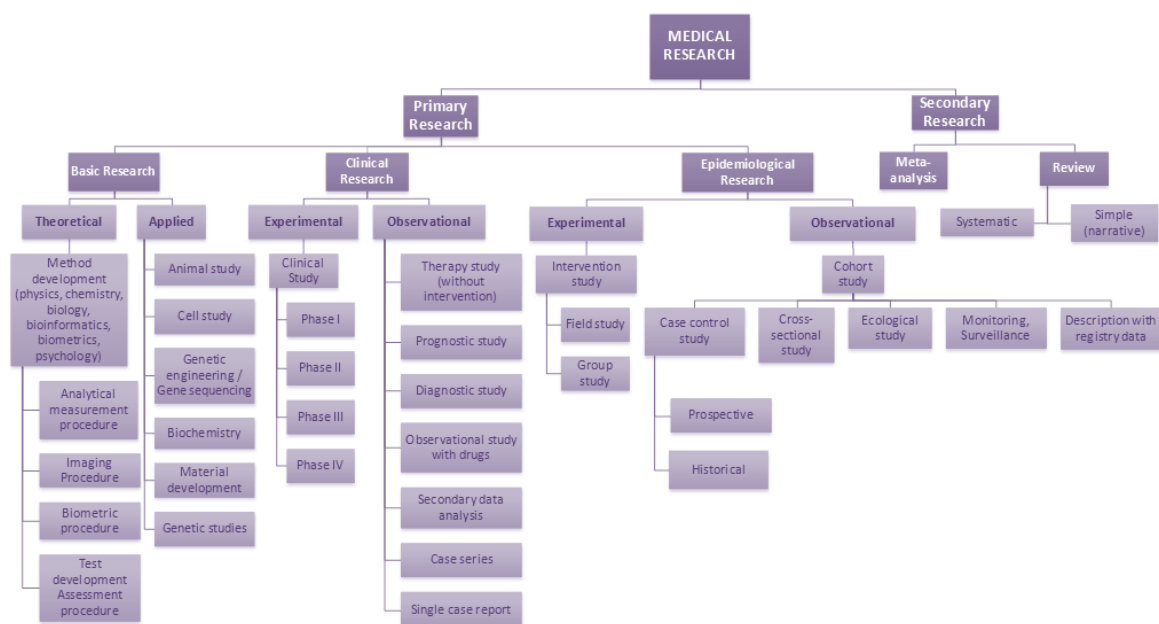 MEDICAL
RESEARCH
Primary
Research
Secondary
Research
Basic Research
Clinical
Research
Epidemiological
Research
Meta-
analysis
Review
Theoretical
Applied
Experimental
Observational
Experimental
Observational
Systematic
Simple
(narrative)
Method
development
(physics, chemistry,
biology,
bioinformatics,
biometrics,
psychology)
Analytical
measurement
procedure
Imaging
Procedure
Biometric
procedure
Test
development
Assessment
procedure
Animal study
Cell study
Genetic
engineering /
Gene sequencing
Biochemistry
Material
development
Genetic studies
Clinical
Study
Phase I
Phase II
Phase III
Phase IV
Therapy study
(without
intervention)
Prognostic study
Diagnostic study
Observational study
with drugs
Secondary data
analysis
Case series
Single case report
Intervention
study
Field study
Group
study
Cohort
study
Case control
study
Cross-
sectional study
Ecological
study
Monitoring,
Surveillance
Description with
registry data
Prospective
Historical